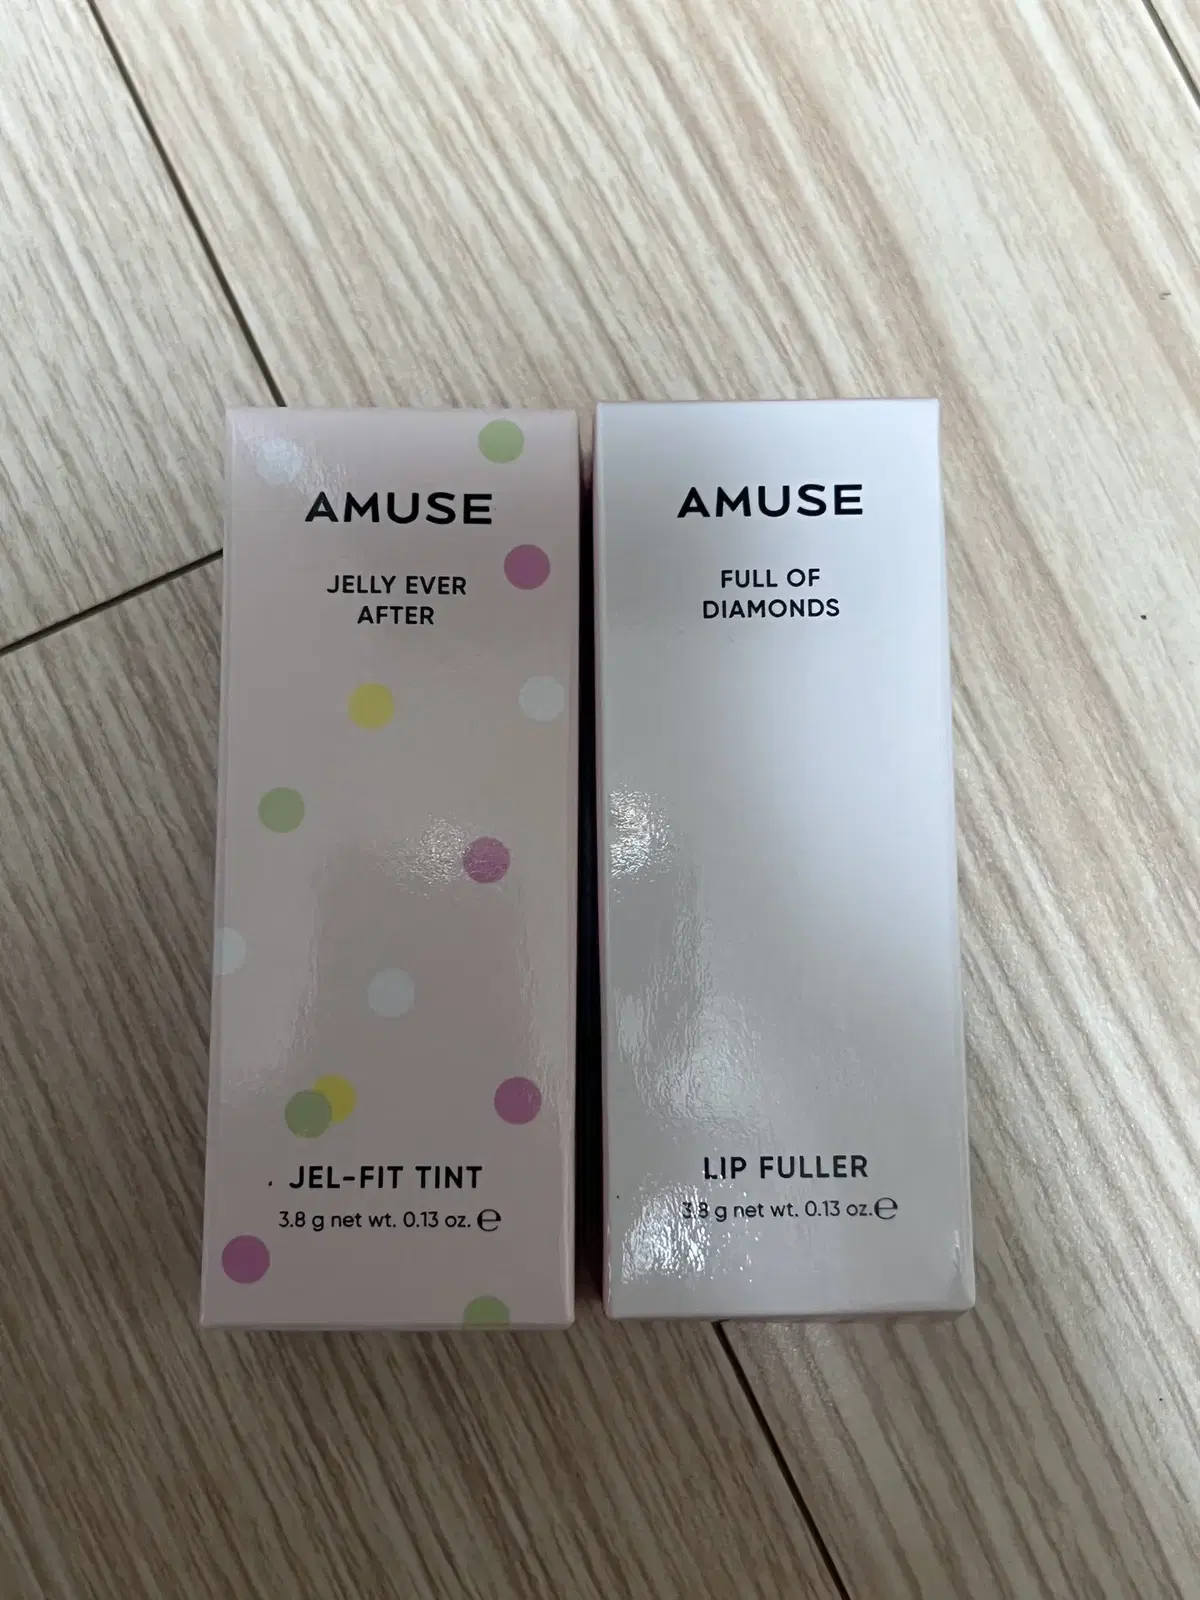 AMUSE
JELLY EVER
AFTER
JEL-FIT TINT
3.8 g net wt. 0.13 oz. ℮
AMUSE
FULL OF
DIAMONDS
LIP FULLER
3.8 g net wt. 0.13 oz. ℮